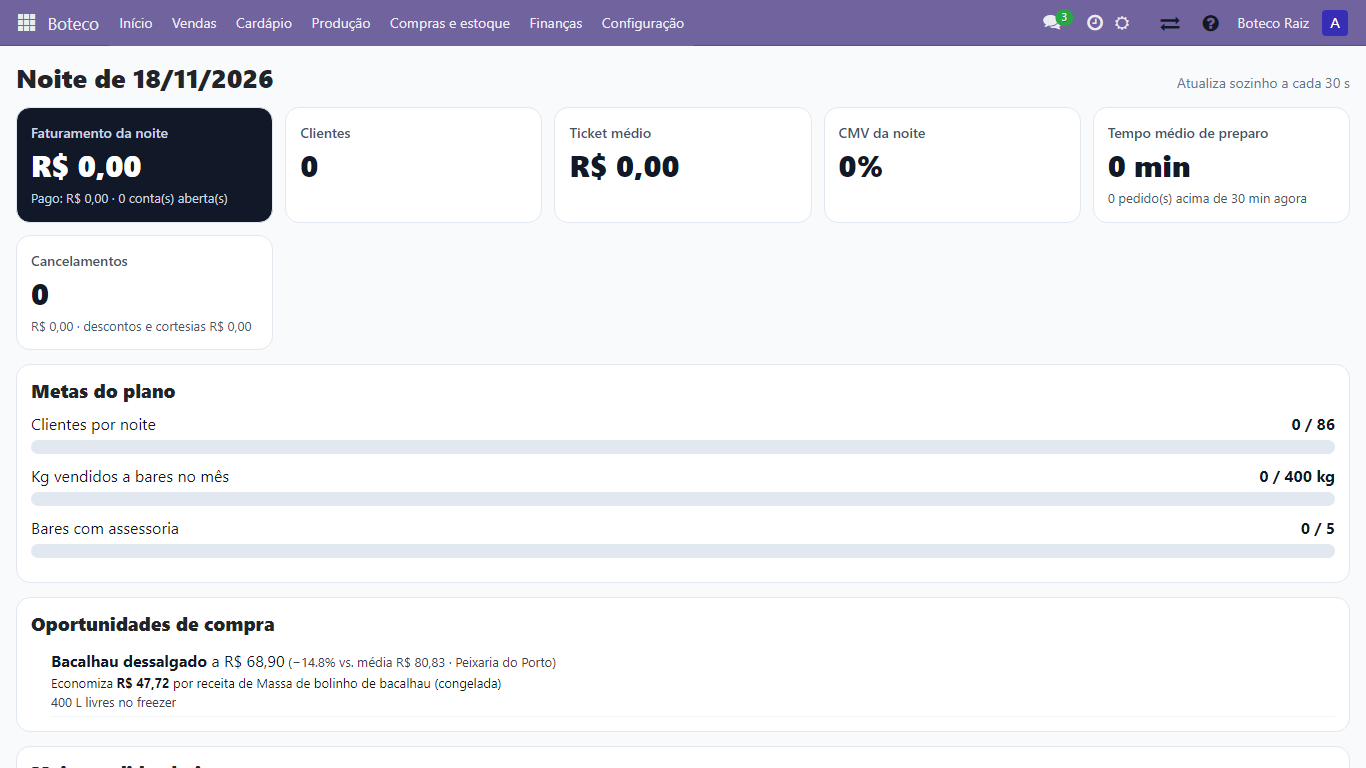 Boteco Início Vendas Cardápio Produção Compras e estoque Finanças Configuração 3 Boteco Raiz A
Noite de 18/11/2026
Atualiza sozinho a cada 30 s
Faturamento da noite
R$ 0,00
Pago: R$ 0,00 · 0 conta(s) aberta(s)
Clientes
0
Ticket médio
R$ 0,00
CMV da noite
0%
Tempo médio de preparo
0 min
0 pedido(s) acima de 30 min agora
Cancelamentos
0
R$ 0,00 · descontos e cortesias R$ 0,00
Metas do plano
Clientes por noite 0 / 86
Kg vendidos a bares no mês 0 / 400 kg
Bares com assessoria 0 / 5
Oportunidades de compra
Bacalhau dessalgado a R$ 68,90 (−14.8% vs. média R$ 80,83 · Peixaria do Porto)
Economiza R$ 47,72 por receita de Massa de bolinho de bacalhau (congelada)
400 L livres no freezer